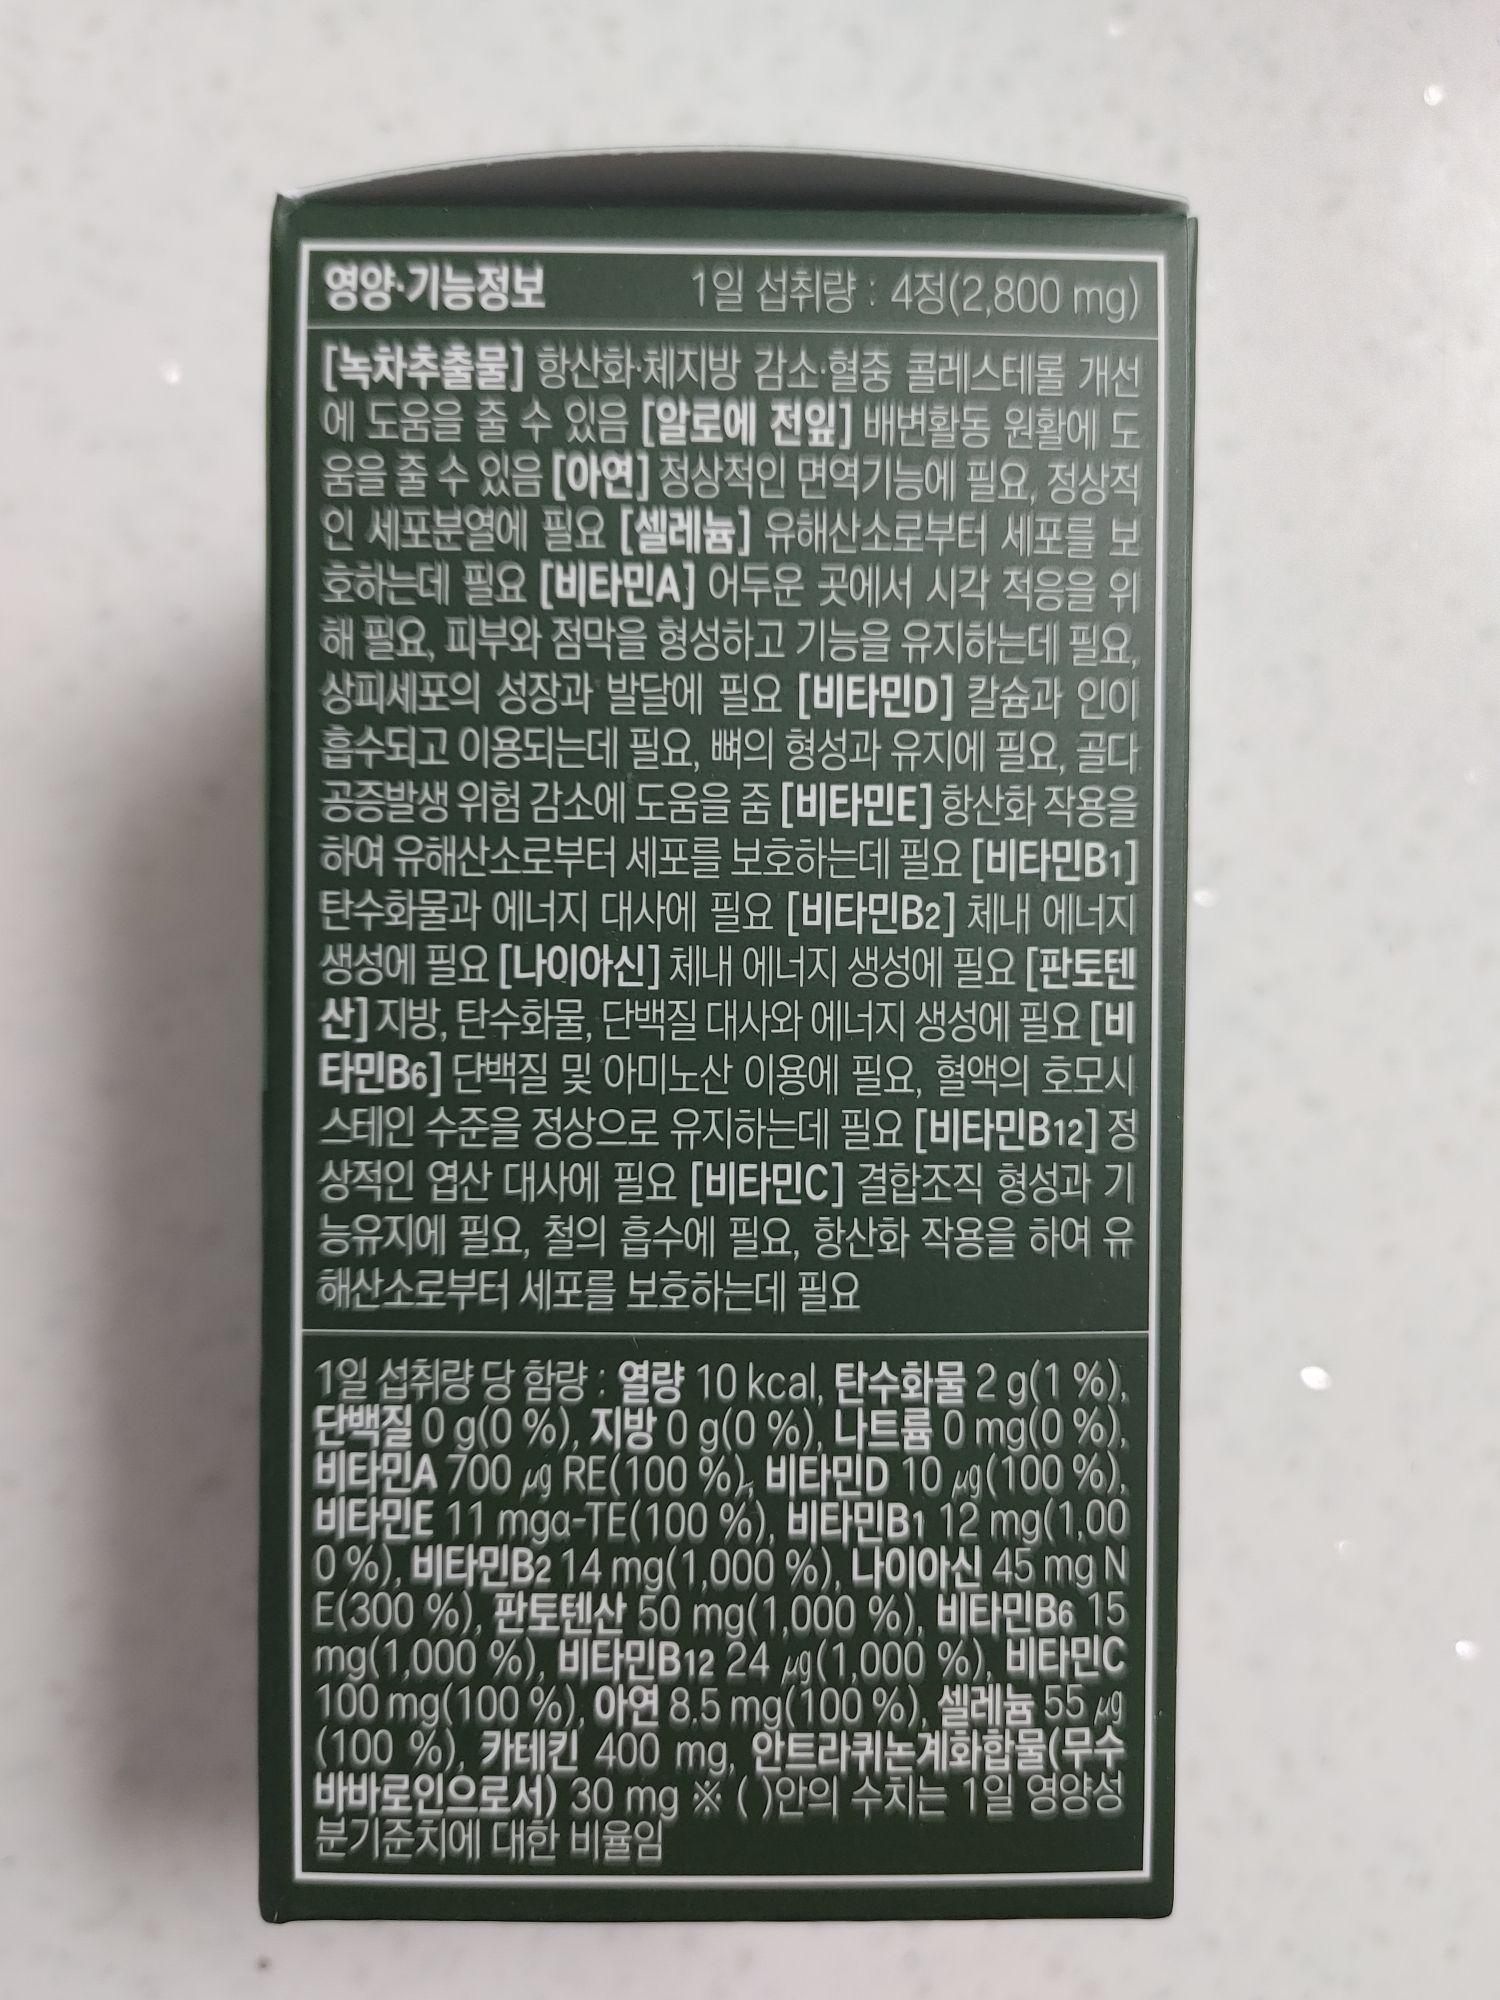 영양·기능정보 1일 섭취량 : 4정(2,800 mg)
[녹차추출물] 항산화·체지방 감소·혈중 콜레스테롤 개선
에 도움을 줄 수 있음 [알로에 전잎] 배변활동 원활에 도
움을 줄 수 있음 [아연] 정상적인 면역기능에 필요, 정상적
인 세포분열에 필요 [셀레늄] 유해산소로부터 세포를 보
호하는데 필요 [비타민A] 어두운 곳에서 시각 적응을 위
해 필요, 피부와 점막을 형성하고 기능을 유지하는데 필요,
상피세포의 성장과 발달에 필요 [비타민D] 칼슘과 인이
흡수되고 이용되는데 필요, 뼈의 형성과 유지에 필요, 골다
공증발생 위험 감소에 도움을 줌 [비타민E] 항산화 작용을
하여 유해산소로부터 세포를 보호하는데 필요 [비타민B1]
탄수화물과 에너지 대사에 필요 [비타민B2] 체내 에너지
생성에 필요 [나이아신] 체내 에너지 생성에 필요 [판토텐
산] 지방, 탄수화물, 단백질 대사와 에너지 생성에 필요 [비
타민B6] 단백질 및 아미노산 이용에 필요, 혈액의 호모시
스테인 수준을 정상으로 유지하는데 필요 [비타민B12] 정
상적인 엽산 대사에 필요 [비타민C] 결합조직 형성과 기
능유지에 필요, 철의 흡수에 필요, 항산화 작용을 하여 유
해산소로부터 세포를 보호하는데 필요
1일 섭취량 당 함량 : 열량 10 kcal, 탄수화물 2 g(1 %),
단백질 0 g(0 %), 지방 0 g(0 %), 나트륨 0 mg(0 %),
비타민A 700 ㎍ RE(100 %), 비타민D 10 ㎍(100 %),
비타민E 11 mgα-TE(100 %), 비타민B1 12 mg(1,00
0 %), 비타민B2 14 mg(1,000 %), 나이아신 45 mg N
E(300 %), 판토텐산 50 mg(1,000 %), 비타민B6 15
mg(1,000 %), 비타민B12 24 ㎍(1,000 %), 비타민C
100 mg(100 %), 아연 8.5 mg(100 %), 셀레늄 55 ㎍
(100 %), 카테킨 400 mg, 안트라퀴논계화합물(무수
바바로인으로서) 30 mg ※ ( )안의 수치는 1일 영양성
분기준치에 대한 비율임